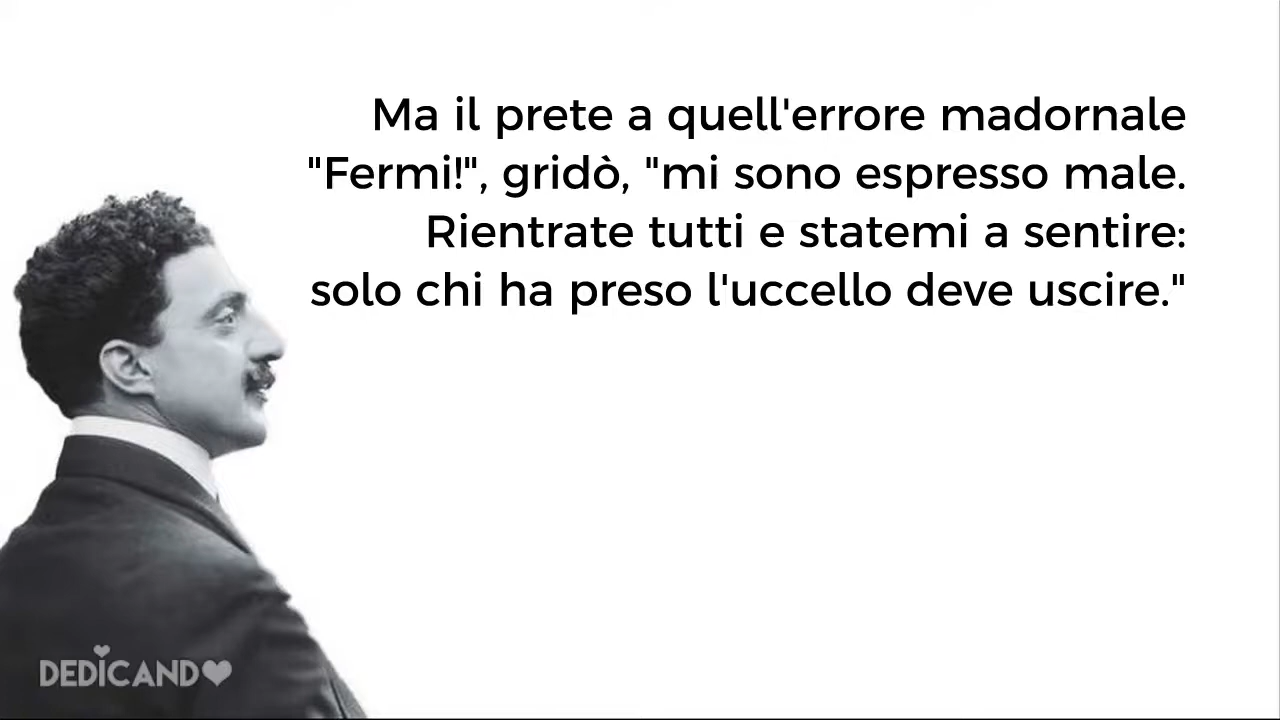 Ma il prete a quell'errore madornale
"Fermi!", gridò, "mi sono espresso male.
Rientrate tutti e statemi a sentire:
solo chi ha preso l'uccello deve uscire."
DEDICANDO